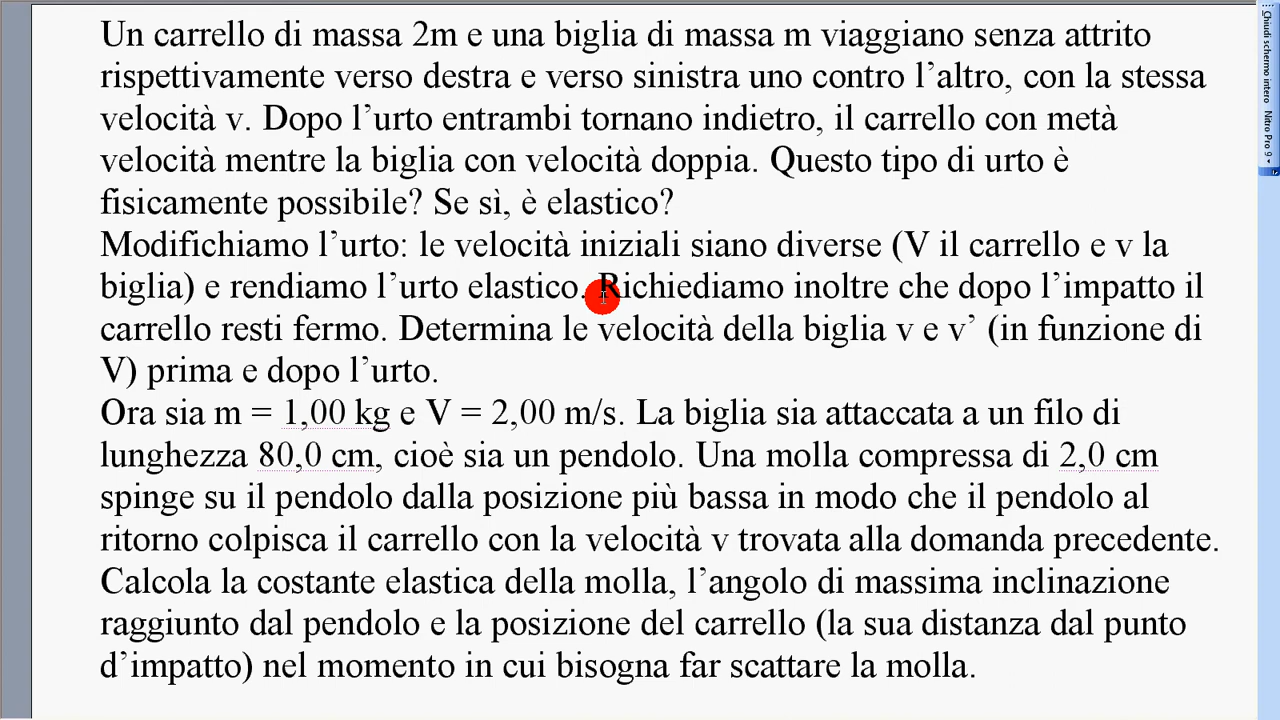 Un carrello di massa 2m e una biglia di massa m viaggiano senza attrito
rispettivamente verso destra e verso sinistra uno contro l’altro, con la stessa
velocità v. Dopo l’urto entrambi tornano indietro, il carrello con metà
velocità mentre la biglia con velocità doppia. Questo tipo di urto è
fisicamente possibile? Se sì, è elastico?
Modifichiamo l’urto: le velocità iniziali siano diverse (V il carrello e v la
biglia) e rendiamo l’urto elastico. Richiediamo inoltre che dopo l’impatto il
carrello resti fermo. Determina le velocità della biglia v e v’ (in funzione di
V) prima e dopo l’urto.
Ora sia m = 1,00 kg e V = 2,00 m/s. La biglia sia attaccata a un filo di
lunghezza 80,0 cm, cioè sia un pendolo. Una molla compressa di 2,0 cm
spinge su il pendolo dalla posizione più bassa in modo che il pendolo al
ritorno colpisca il carrello con la velocità v trovata alla domanda precedente.
Calcola la costante elastica della molla, l’angolo di massima inclinazione
raggiunto dal pendolo e la posizione del carrello (la sua distanza dal punto
d’impatto) nel momento in cui bisogna far scattare la molla.
Chiudi schermo intero
Nitro Pro 9